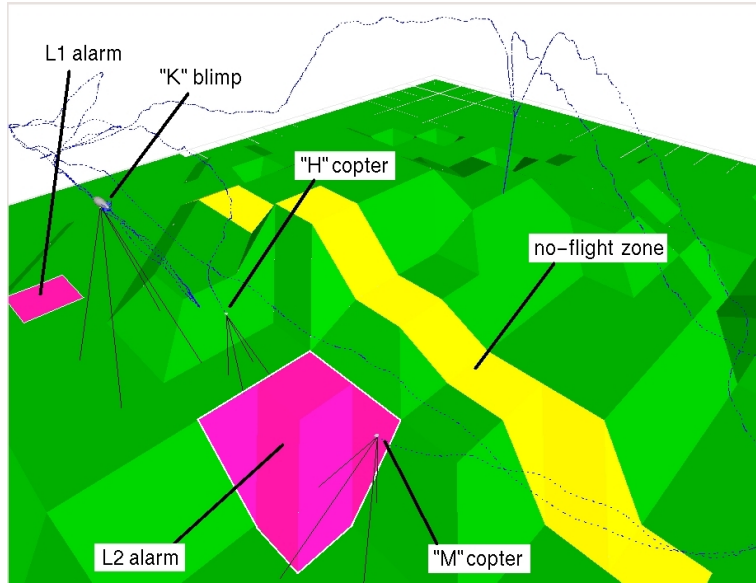 L1 alarm
"K" blimp
"H" copter
no-flight zone
L2 alarm
"M" copter